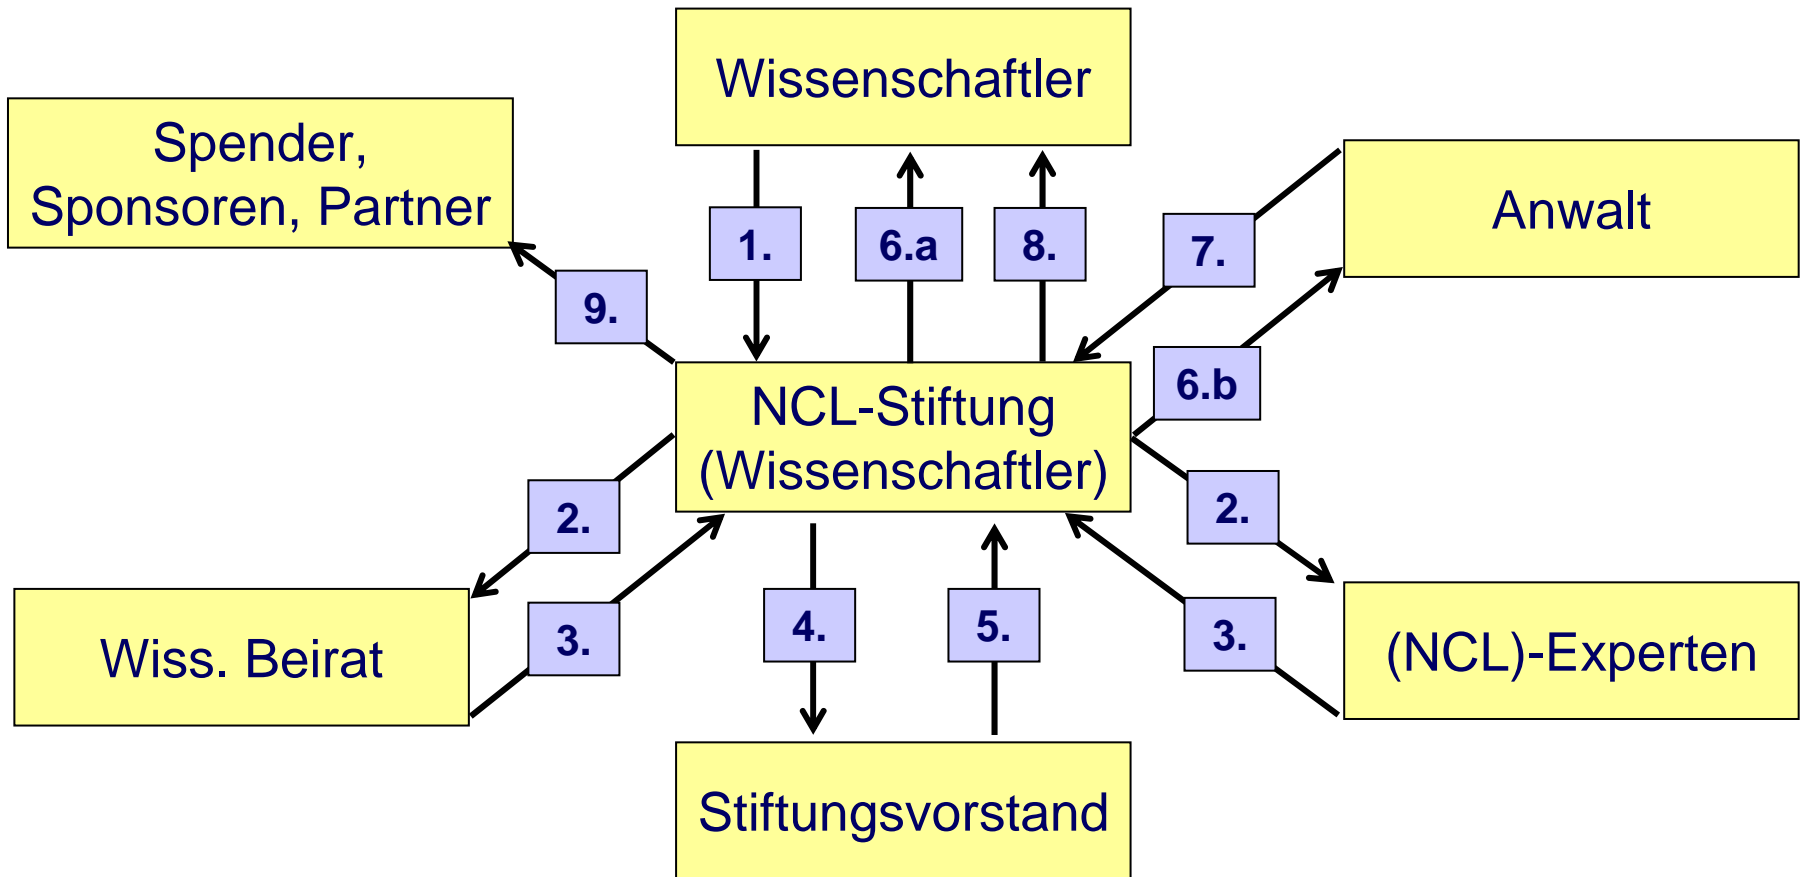 Wissenschaftler
Spender,
Sponsoren, Partner
Anwalt
1.
6.a
8.
7.
9.
6.b
NCL-Stiftung
(Wissenschaftler)
2.
2.
3.
4.
5.
3.
Wiss. Beirat
(NCL)-Experten
Stiftungsvorstand